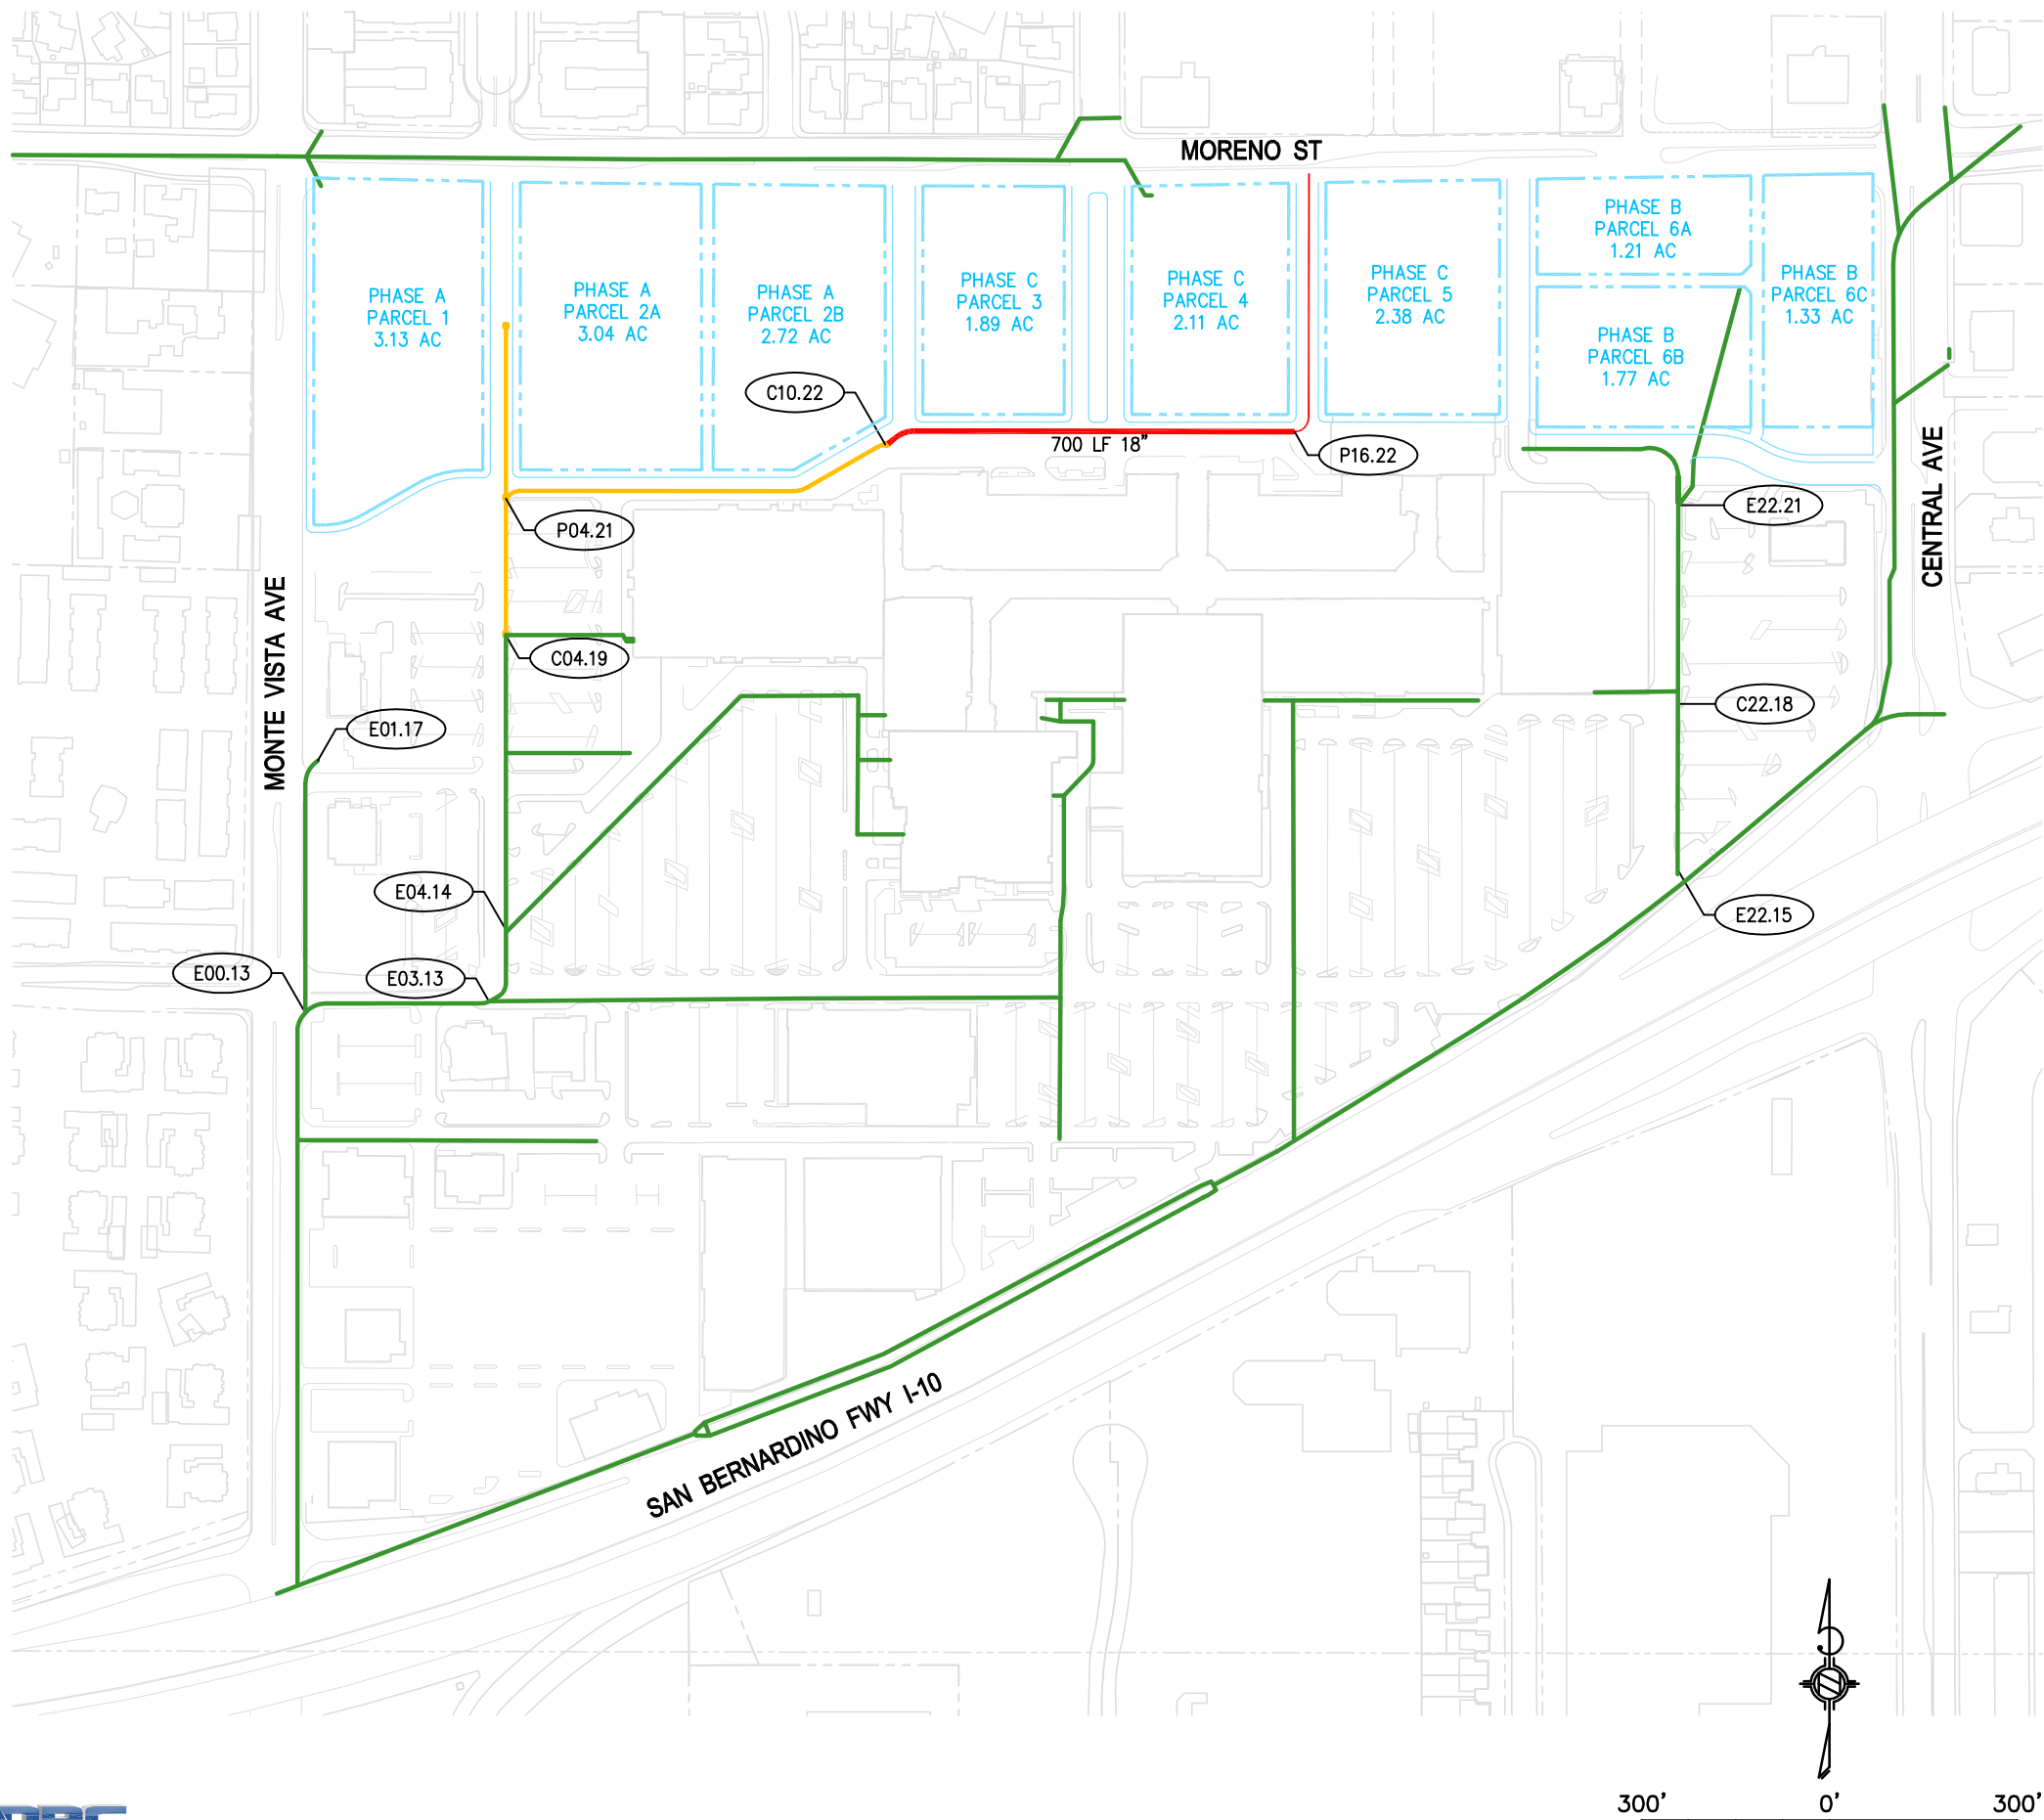 MORENO ST
PHASE A
PARCEL 1
3.13 AC
PHASE A
PARCEL 2A
3.04 AC
PHASE A
PARCEL 2B
2.72 AC
PHASE C
PARCEL 3
1.89 AC
PHASE C
PARCEL 4
2.11 AC
PHASE C
PARCEL 5
2.38 AC
PHASE B
PARCEL 6A
1.21 AC
PHASE B
PARCEL 6B
1.77 AC
PHASE B
PARCEL 6C
1.33 AC
C10.22
700 LF 18”
P16.22
P04.21
E22.21
CENTRAL AVE
C04.19
MONTE VISTA AVE
E01.17
C22.18
E04.14
E22.15
E00.13
E03.13
SAN BERNARDINO FWY I-10
300' 0' 300'